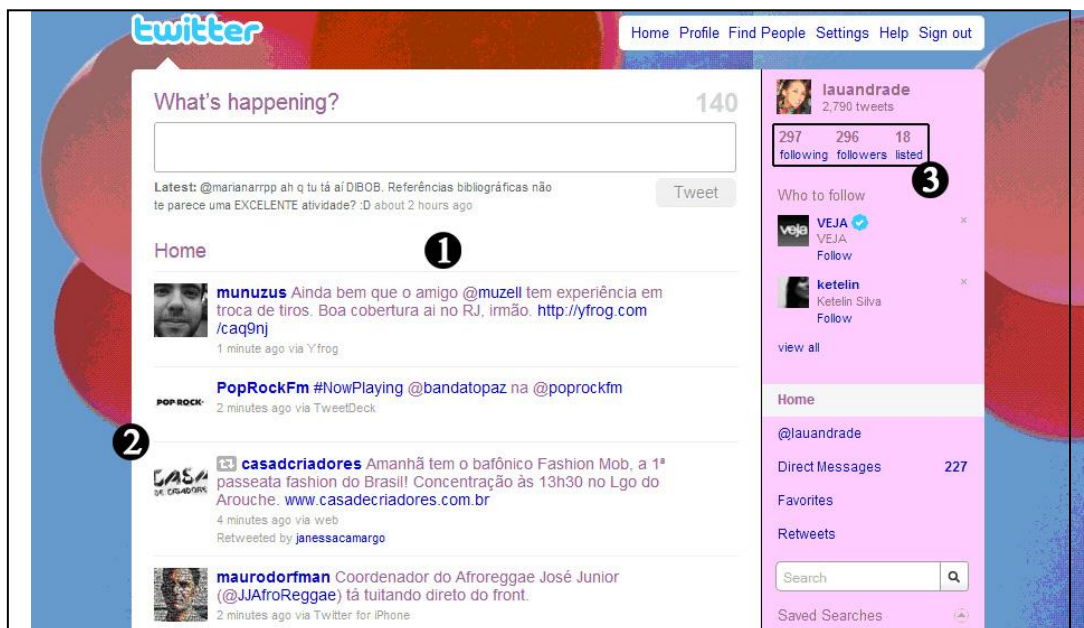 twitter
Home Profile Find People Settings Help Sign out
What's happening?
140
Latest: @marianarrpp ah q tu tá aí DIBOB. Referências bibliográficas não
te parece uma EXCELENTE atividade? :D about 2 hours ago
Tweet
1
Home
munuzus Ainda bem que o amigo @muzell tem experiência em
troca de tiros. Boa cobertura ai no RJ, irmão. http://yfrog.com
/caq9nj
1 minute ago via Yfrog
POP ROCK
PopRockFm #NowPlaying @bandatopaz na @poprockfm
2 minutes ago via TweetDeck
2
CASA
DE CRIADORES
casadcriadores Amanhã tem o bafônico Fashion Mob, a 1ª
passeata fashion do Brasil! Concentração às 13h30 no Lgo do
Arouche. www.casadecriadores.com.br
4 minutes ago via web
Retweeted by janessacamargo
maurodorfman Coordenador do Afroreggae José Junior
(@JJAfroReggae) tá tuitando direto do front.
2 minutes ago via Twitter for iPhone
lauandrade
2,790 tweets
297 296 18
following followers listed
3
Who to follow
veja
VEJA
VEJA
Follow
ketelin
Ketelin Silva
Follow
view all
Home
@lauandrade
Direct Messages 227
Favorites
Retweets
Search
Saved Searches